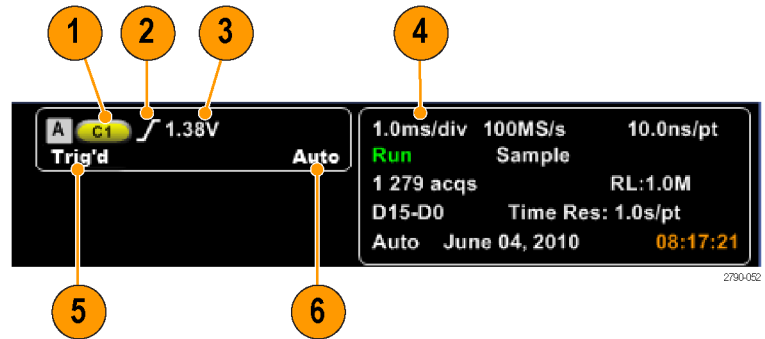 1 2 3 4
A C1 1.38V
Trig'd Auto
1.0ms/div 100MS/s 10.0ns/pt
Run Sample
1 279 acqs RL:1.0M
D15-D0 Time Res: 1.0s/pt
Auto June 04, 2010 08:17:21
2790-052
5 6